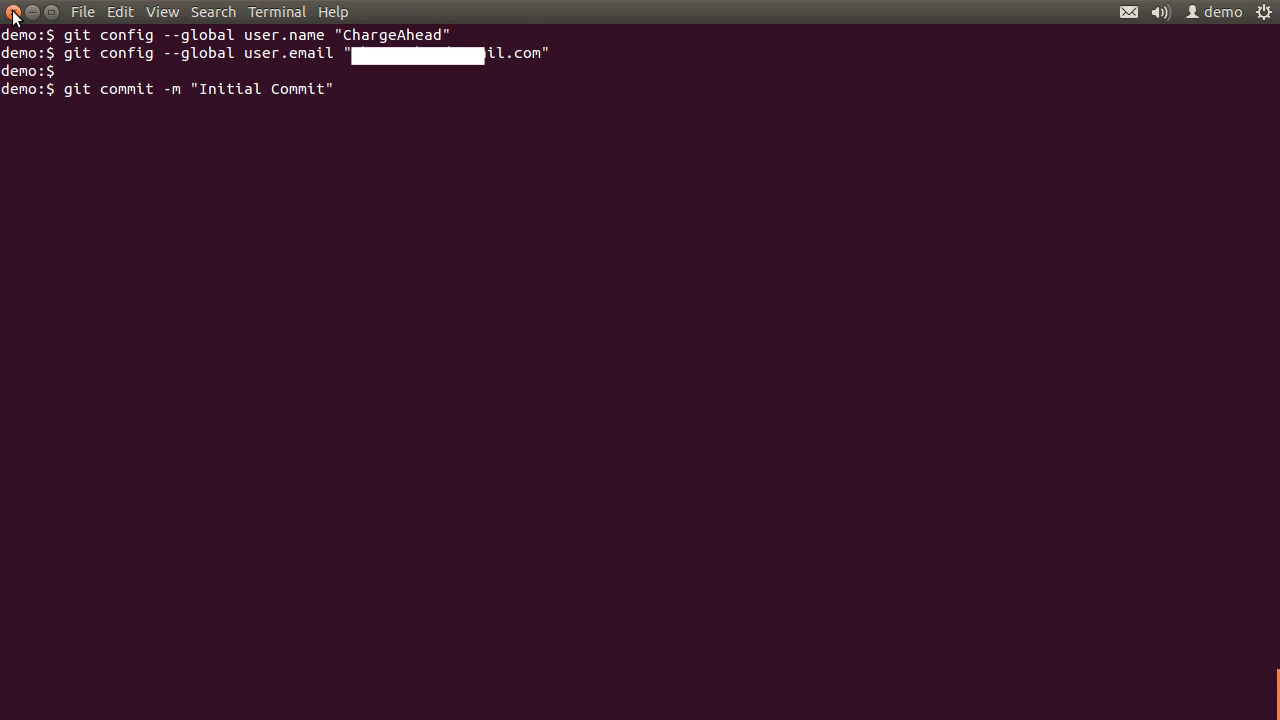 File Edit View Search Terminal Help demo
demo:$ git config --global user.name "ChargeAhead"
demo:$ git config --global user.email " il.com"
demo:$
demo:$ git commit -m "Initial Commit"